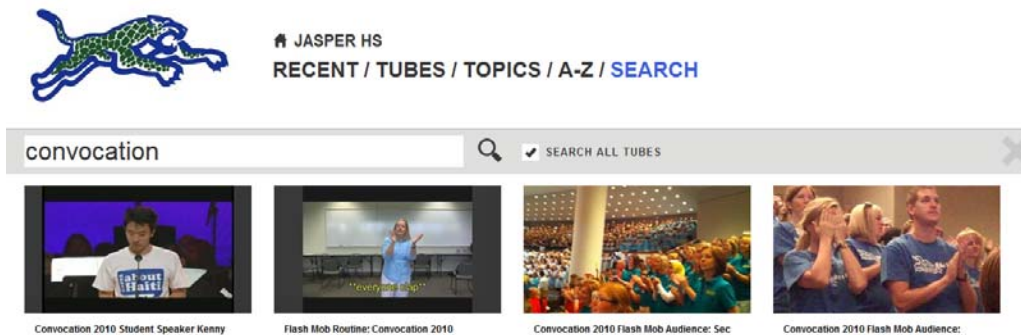 JASPER HS
RECENT / TUBES / TOPICS / A-Z / SEARCH
convocation
SEARCH ALL TUBES
about
Haiti
**everyone clap**
Convocation 2010 Student Speaker Kenny
Flash Mob Routine: Convocation 2010
Convocation 2010 Flash Mob Audience: Sec
Convocation 2010 Flash Mob Audience: